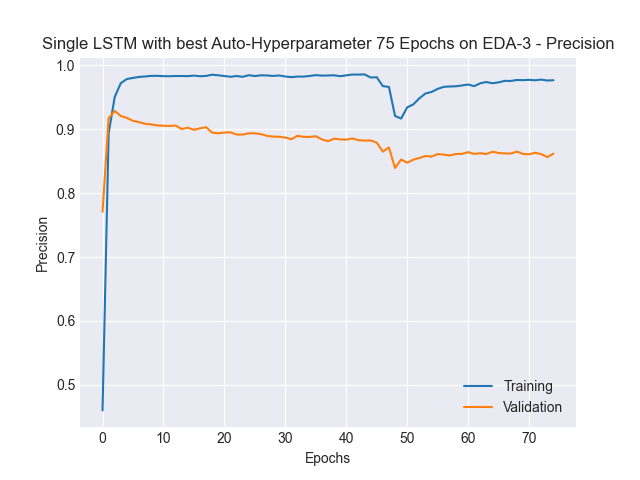 Single LSTM with best Auto-Hyperparameter 75 Epochs on EDA-3 - Precision
1.0
0.9
0.8
0.7
0.6
0.5
Precision
0 10 20 30 40 50 60 70
Epochs
Training
Validation